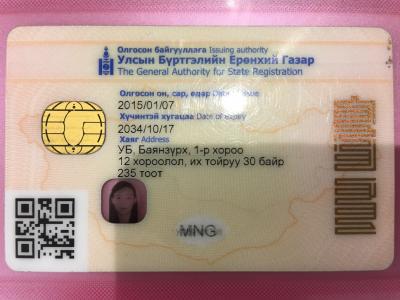 Олгосон байгууллага Issuing authority
Улсын Бүртгэлийн Ерөнхий Газар
The General Authority for State Registration
Олгосон он, сар, өдөр Date of issue
2015/01/07
Хүчинтэй хугацаа Date of expiry
2034/10/17
Хаяг Address
УБ, Баянзүрх, 1-р хороо
12 хороолол, их тойруу 30 байр
235 тоот
MNG